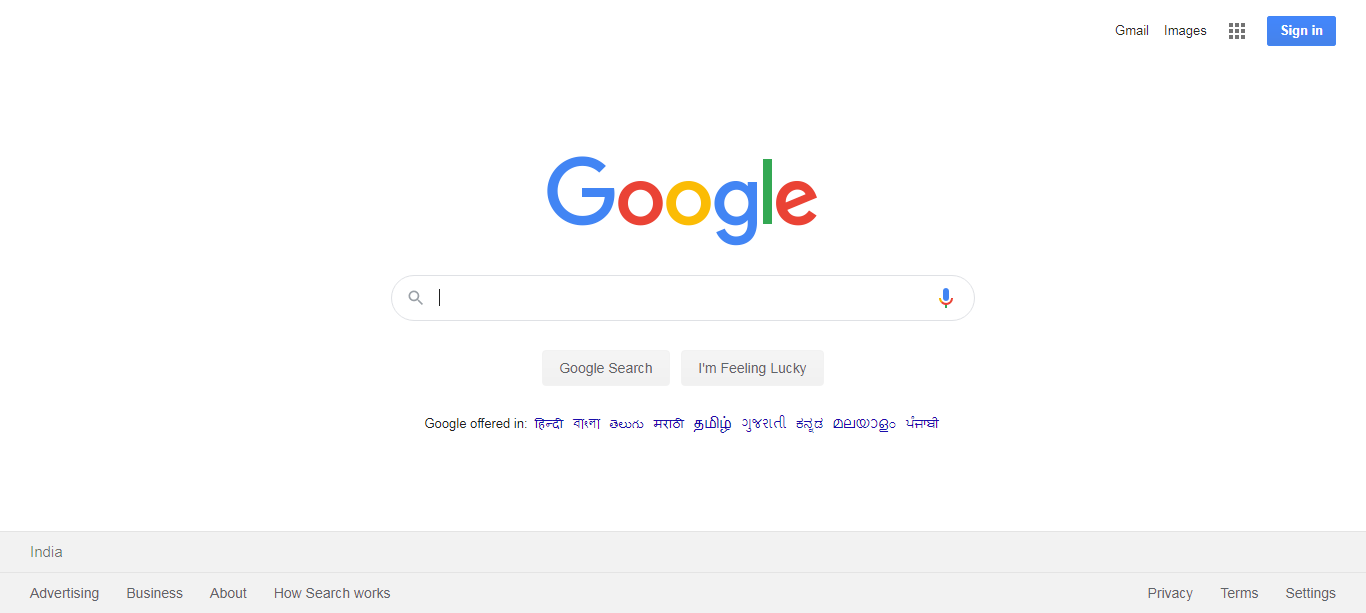 Gmail Images Sign in
Google
Google Search I'm Feeling Lucky
Google offered in: हिन्दी বাংলা తెలుగు मराठी தமிழ் ગુજરાતી ಕನ್ನಡ മലയാളം ਪੰਜਾਬੀ
India
Advertising Business About How Search works Privacy Terms Settings